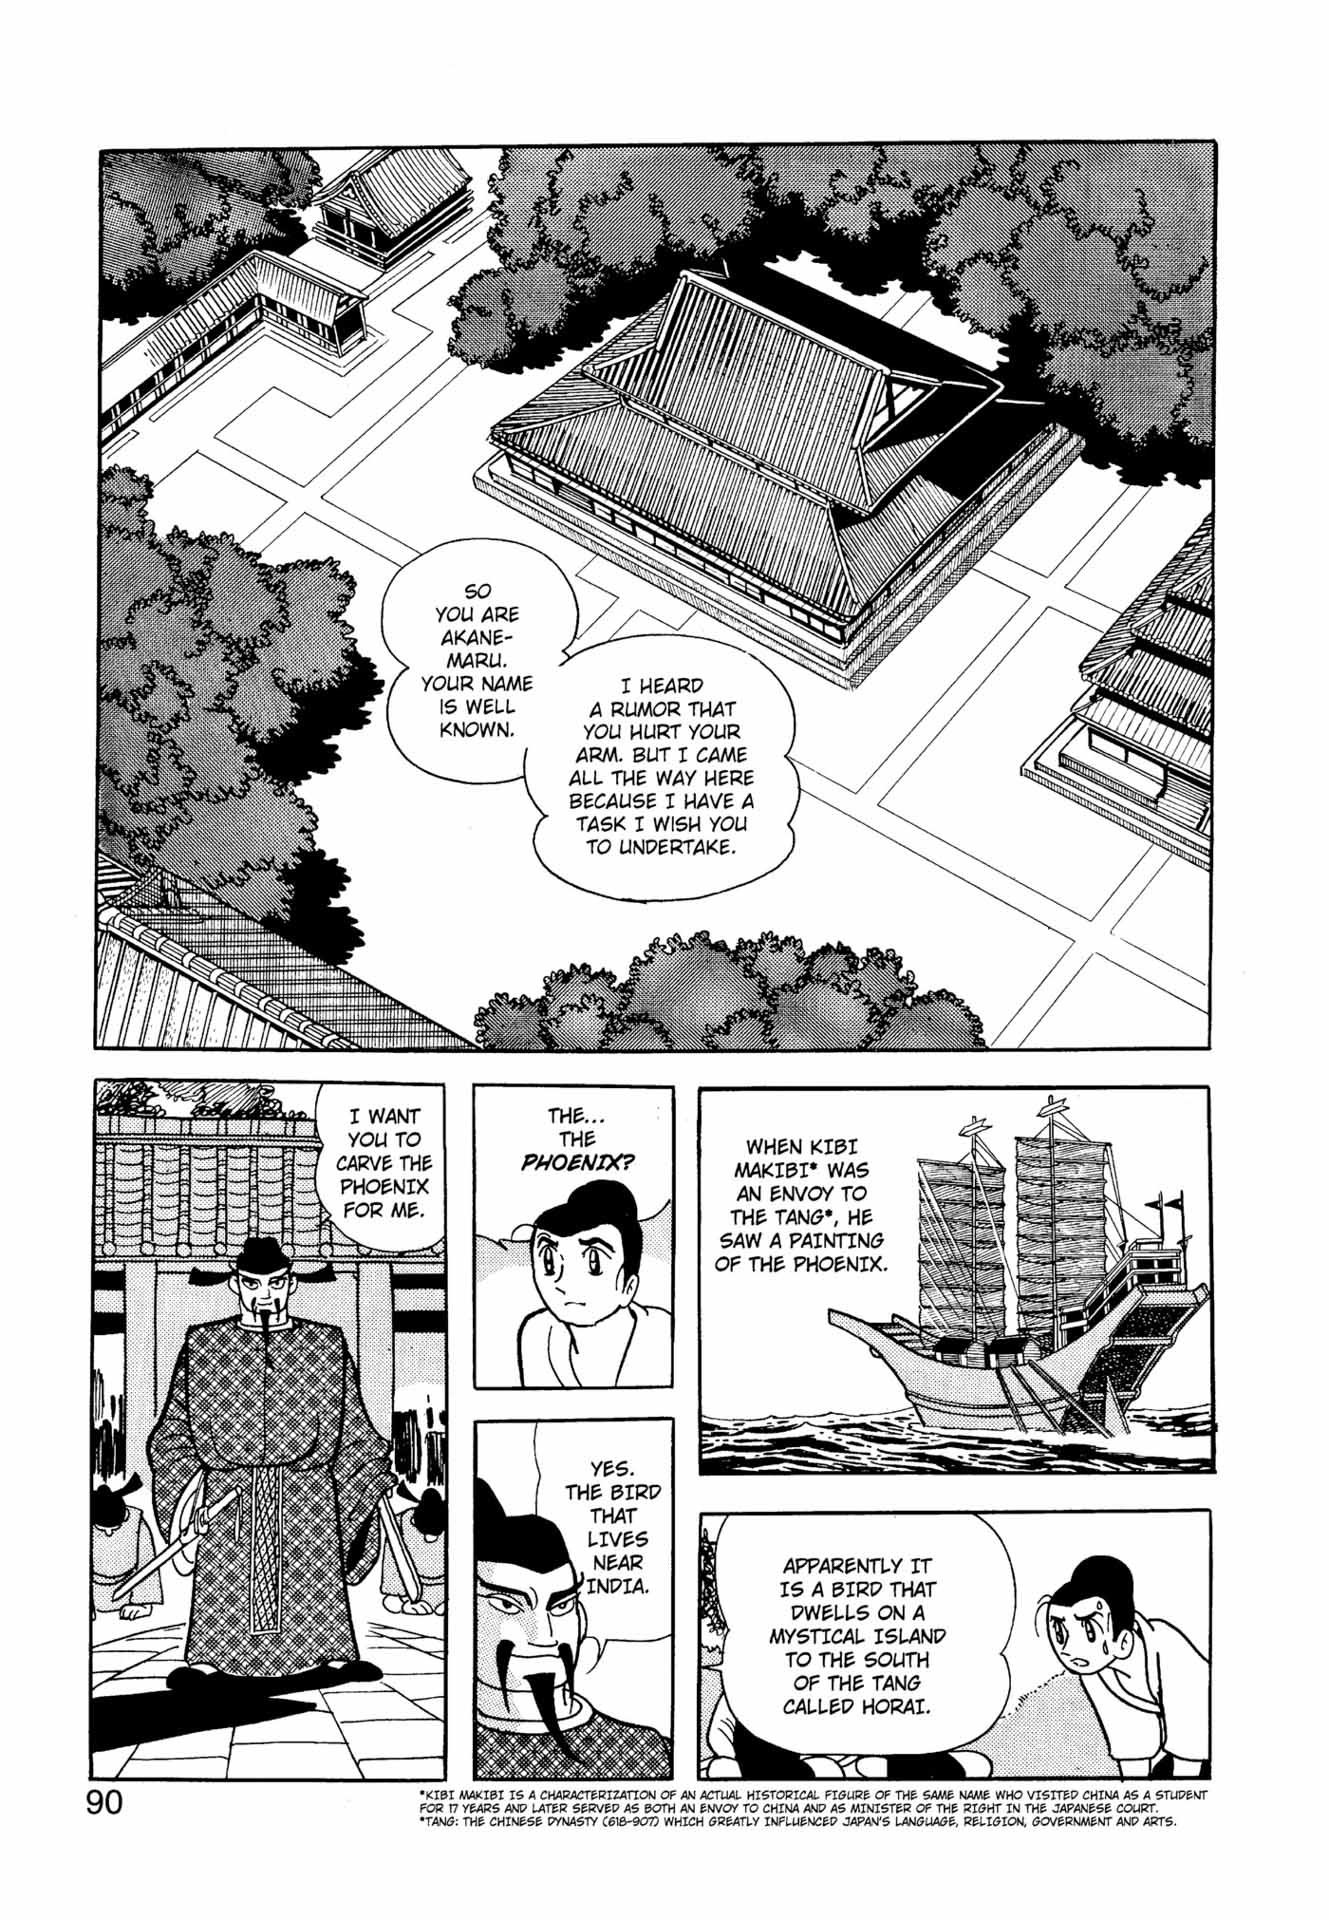 SO
YOU ARE
AKANE-
MARU.
YOUR NAME
IS WELL
KNOWN.
I HEARD
A RUMOR THAT
YOU HURT YOUR
ARM. BUT I CAME
ALL THE WAY HERE
BECAUSE I HAVE A
TASK I WISH YOU
TO UNDERTAKE.
I WANT
YOU TO
CARVE THE
PHOENIX
FOR ME.
THE...
THE
PHOENIX?
YES.
THE BIRD
THAT
LIVES
NEAR
INDIA.
WHEN KIBI
MAKIBI* WAS
AN ENVOY TO
THE TANG*, HE
SAW A PAINTING
OF THE PHOENIX.
APPARENTLY IT
IS A BIRD THAT
DWELLS ON A
MYSTICAL ISLAND
TO THE SOUTH
OF THE TANG
CALLED HORAI.
90
*KIBI MAKIBI IS A CHARACTERIZATION OF AN ACTUAL HISTORICAL FIGURE OF THE SAME NAME WHO VISITED CHINA AS A STUDENT
FOR 17 YEARS AND LATER SERVED AS BOTH AN ENVOY TO CHINA AND AS MINISTER OF THE RIGHT IN THE JAPANESE COURT.
*TANG: THE CHINESE DYNASTY (618-907) WHICH GREATLY INFLUENCED JAPAN'S LANGUAGE, RELIGION, GOVERNMENT AND ARTS.